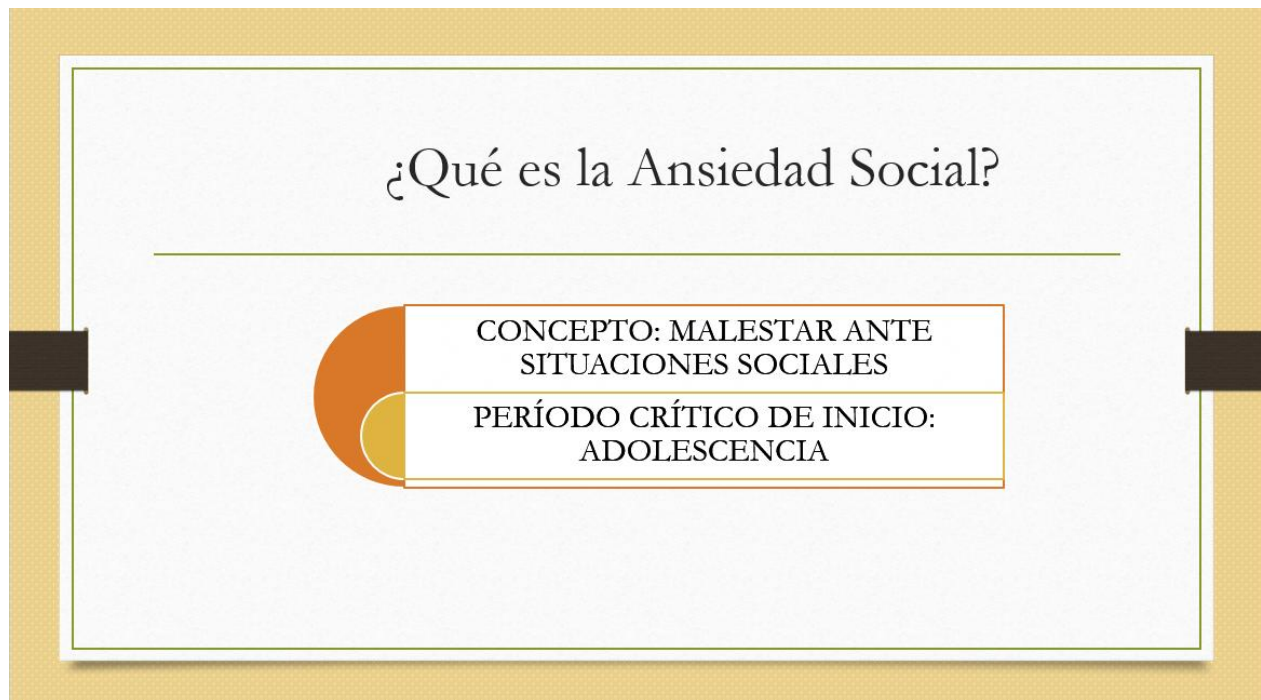 ¿Qué es la Ansiedad Social?
CONCEPTO: MALESTAR ANTE
SITUACIONES SOCIALES
PERÍODO CRÍTICO DE INICIO:
ADOLESCENCIA